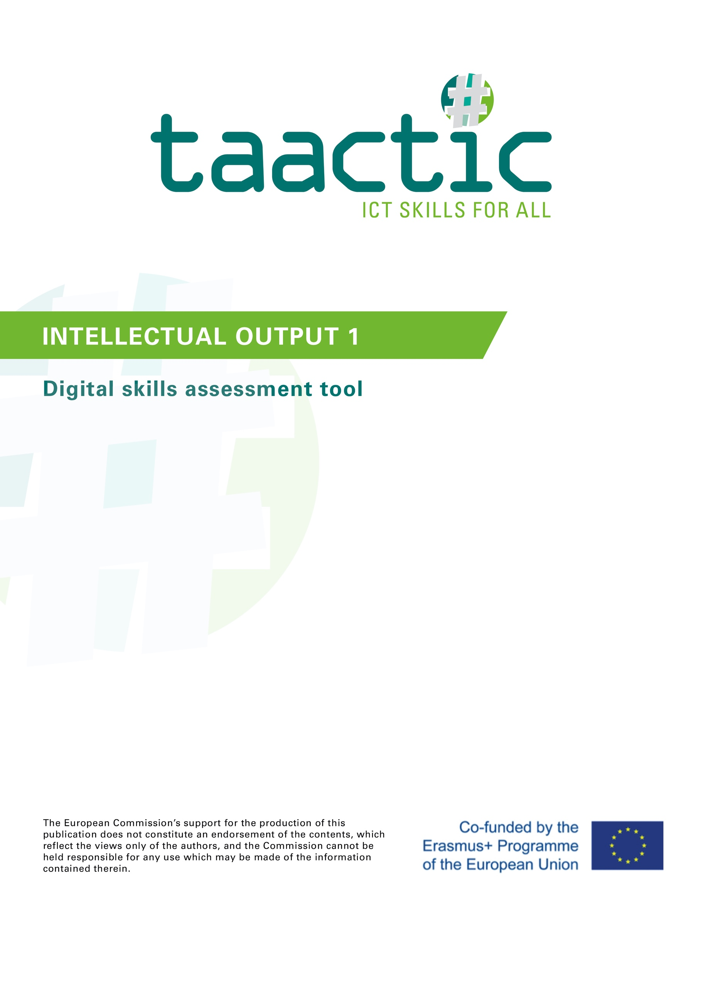 taactic
ICT SKILLS FOR ALL
INTELLECTUAL OUTPUT 1
Digital skills assessment tool
The European Commission’s support for the production of this
publication does not constitute an endorsement of the contents, which
reflect the views only of the authors, and the Commission cannot be
held responsible for any use which may be made of the information
contained therein.
Co-funded by the
Erasmus+ Programme
of the European Union